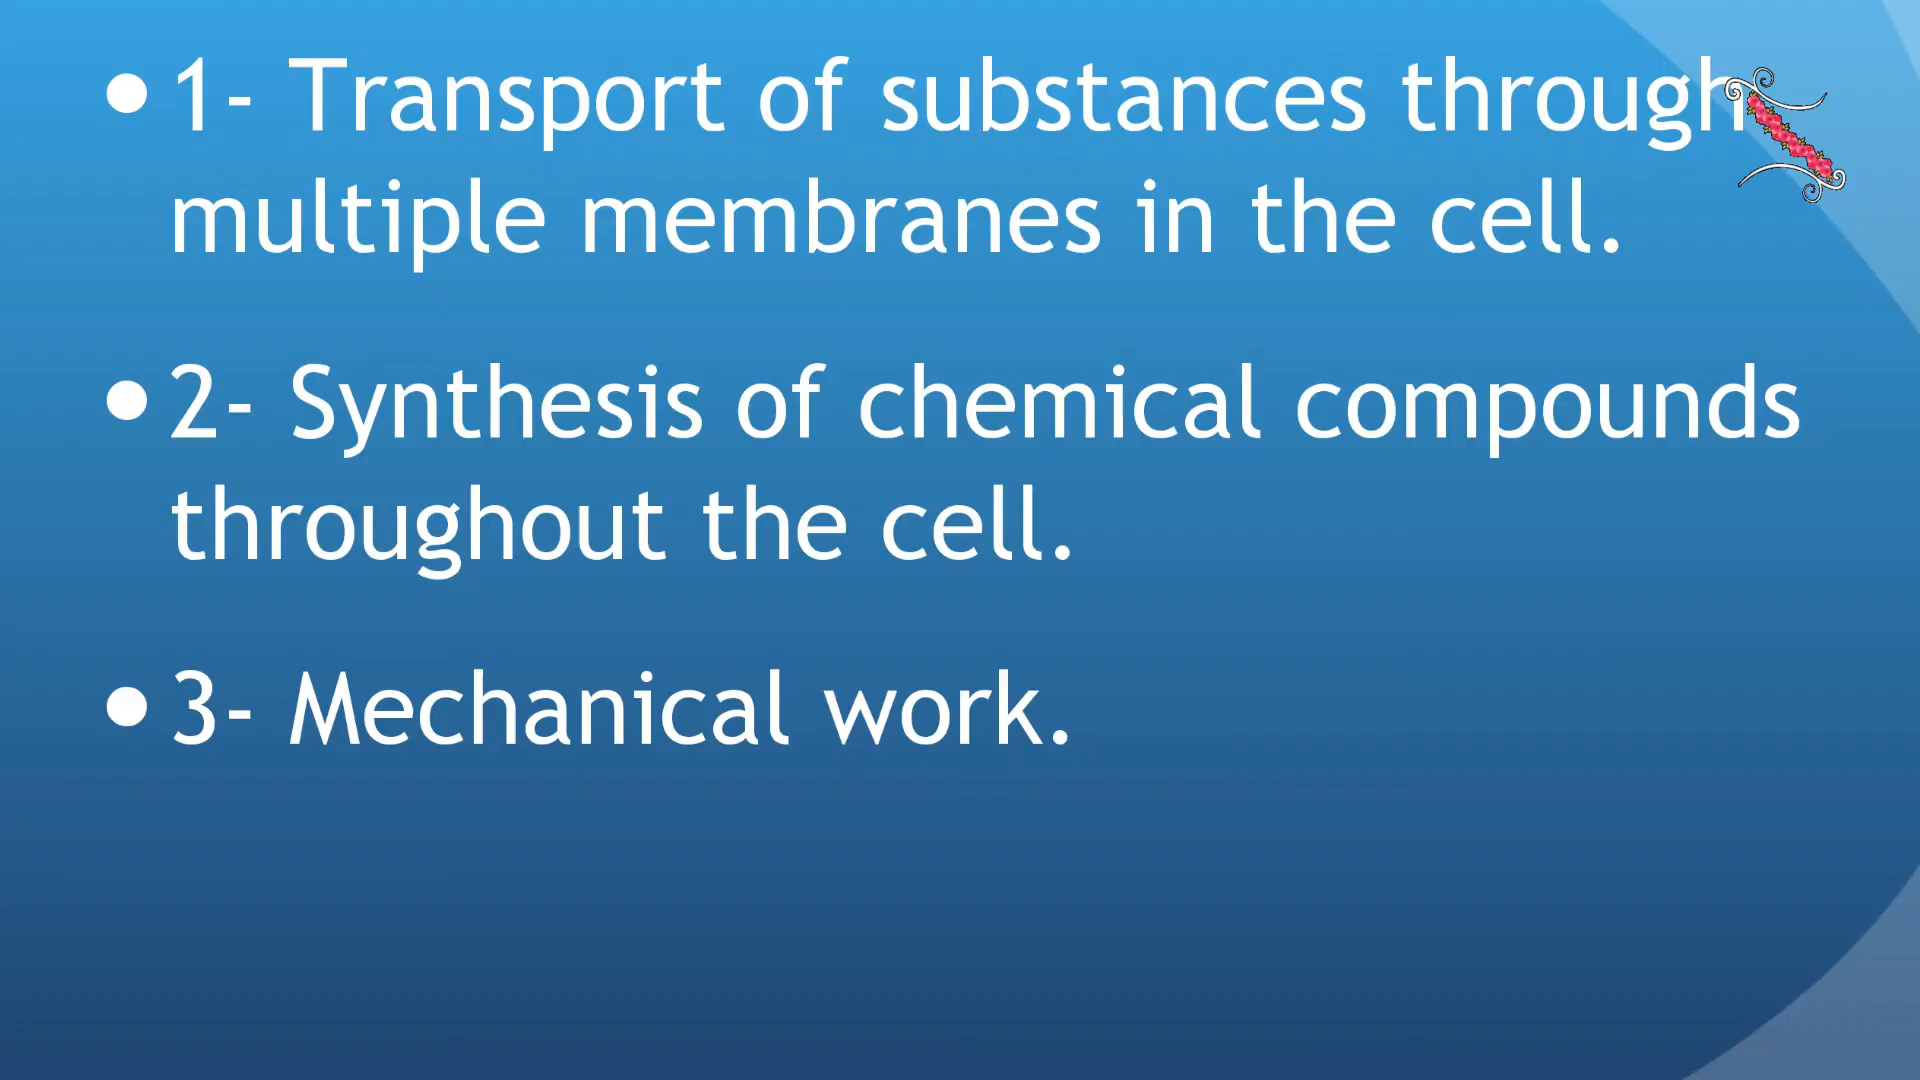 • 1- Transport of substances through
multiple membranes in the cell.
• 2- Synthesis of chemical compounds
throughout the cell.
• 3- Mechanical work.